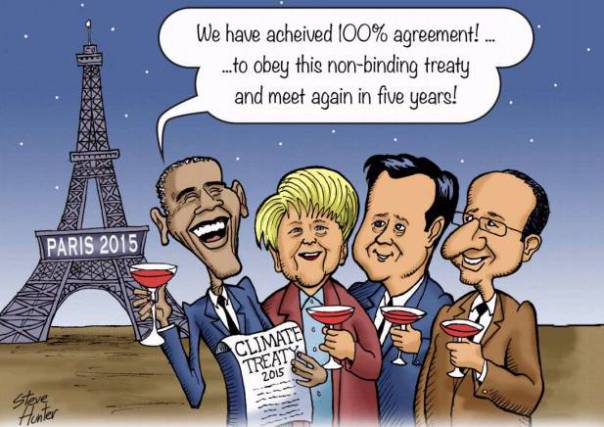 We have acheived 100% agreement! ...
...to obey this non-binding treaty
and meet again in five years!
PARIS 2015
CLIMATE
TREATY
2015
Steve
Hunter